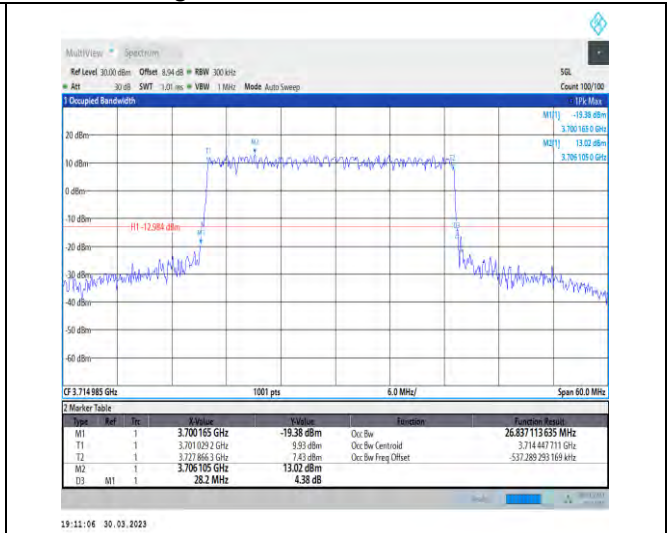 MultiView Spectrum
Ref Level 30.00 dBm Offset 8.94 dB RBW 300 kHz SGL
Att 30 dB SWT 1.01 ms VBW 1 MHz Mode Auto Sweep Count 100/100
1 Occupied Bandwidth 1Pk Max
M1[1] -19.38 dBm
3.700 165 0 GHz
M2[1] 13.02 dBm
3.706 105 0 GHz
20 dBm
M2
T1
T2
10 dBm
0 dBm
-10 dBm
H1 -12.984 dBm
D3
M1
-20 dBm
-30 dBm
-40 dBm
-50 dBm
-60 dBm
CF 3.714 985 GHz 1001 pts 6.0 MHz/ Span 60.0 MHz
2 Marker Table
Type Ref Trc X-Value Y-Value Function Function Result
M1 1 3.700165 GHz -19.38 dBm Occ Bw 26.837 113 635 MHz
T1 1 3.701 029 2 GHz 9.93 dBm Occ Bw Centroid 3.714 447 711 GHz
T2 1 3.727 866 3 GHz 7.43 dBm Occ Bw Freq Offset -537.289 293 169 kHz
M2 1 3.706105 GHz 13.02 dBm
D3 M1 1 28.2 MHz 4.38 dB
19:11:06 30.03.2023